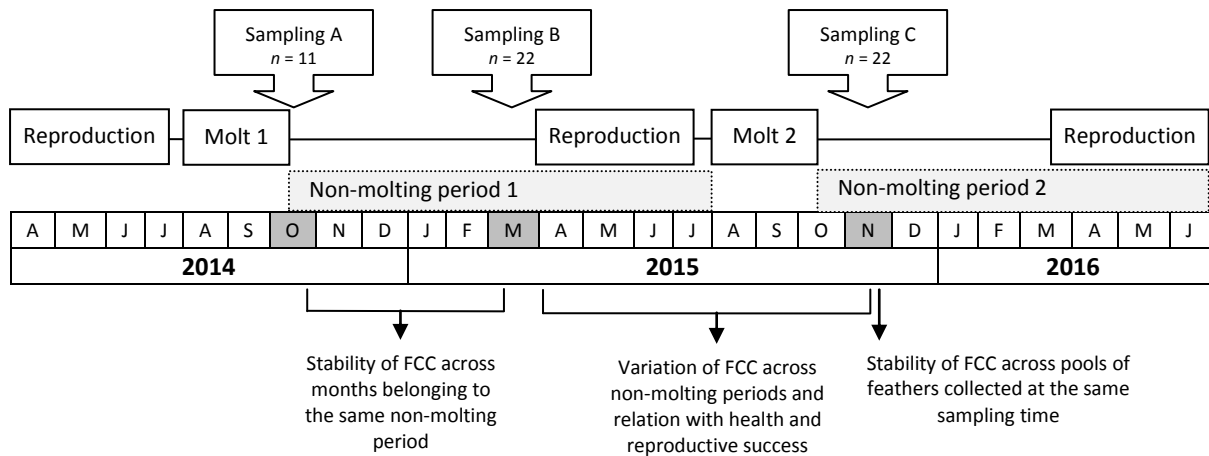 Sampling A
n = 11
Sampling B
n = 22
Sampling C
n = 22
Reproduction
Molt 1
Reproduction
Molt 2
Reproduction
Non-molting period 1
Non-molting period 2
A M J J A S O N D J F M A M J J A S O N D J F M A M J
2014 2015 2016
Stability of FCC across
months belonging to
the same non-molting
period
Variation of FCC across
non-molting periods and
relation with health and
reproductive success
Stability of FCC across pools of
feathers collected at the same
sampling time